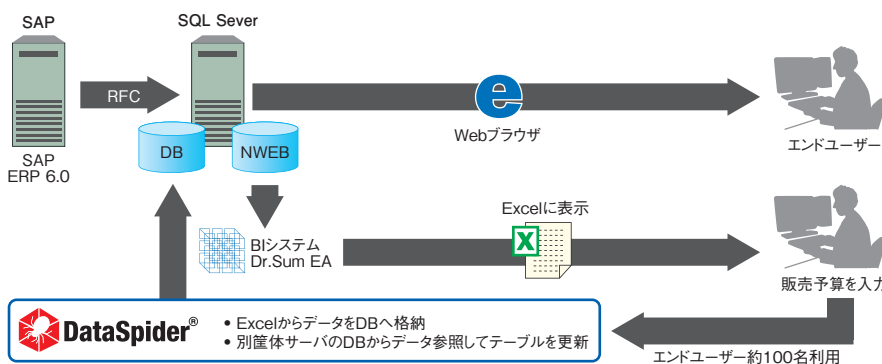 SAP
SQL Sever
RFC
SAP
ERP 6.0
DB
NWEB
Webブラウザ
エンドユーザー
BIシステム
Dr.Sum EA
Excelに表示
販売予算を入力
DataSpider®
• ExcelからデータをDBへ格納
• 別筐体サーバのDBからデータ参照してテーブルを更新
エンドユーザー約100名利用